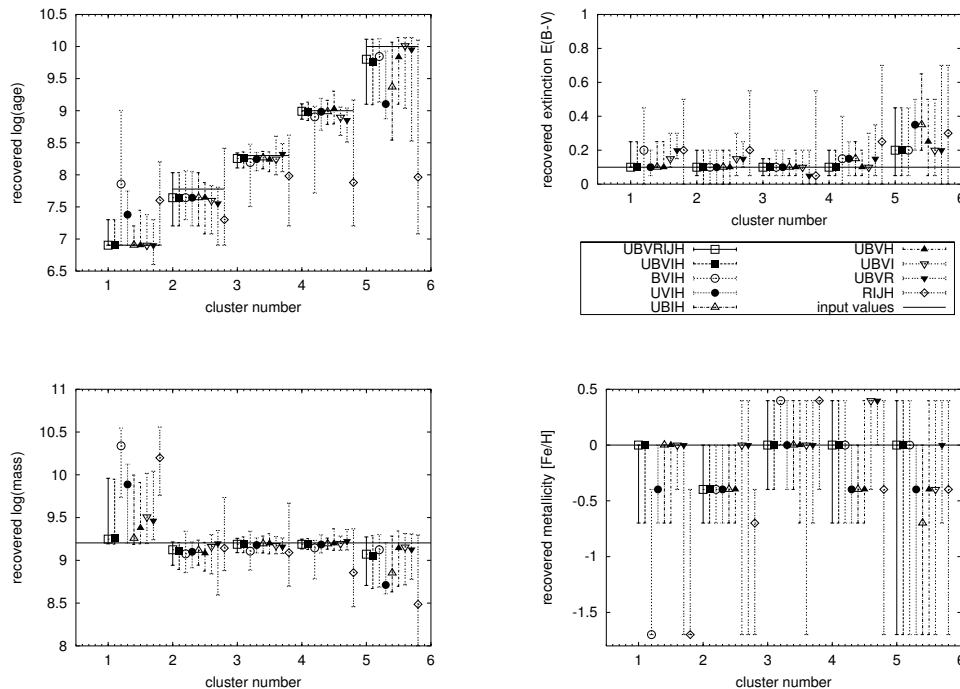 recovered log(age)
10
9.5
9
8.5
8
7.5
7
6.5
1 2 3 4 5 6
cluster number
recovered extinction E(B-V)
1
0.8
0.6
0.4
0.2
0
1 2 3 4 5 6
cluster number
UBVRIJH
UBVIH
BVIH
UVIH
UBIH
UBVH
UBVI
UBVR
RIJH
input values
recovered log(mass)
11
10.5
10
9.5
9
8.5
8
1 2 3 4 5 6
cluster number
recovered metallicity [Fe/H]
0.5
0
-0.5
-1
-1.5
1 2 3 4 5 6
cluster number